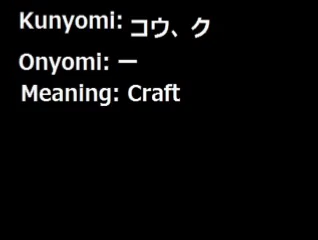 Kunyomi: コウ、ク
Onyomi: ー
Meaning: Craft